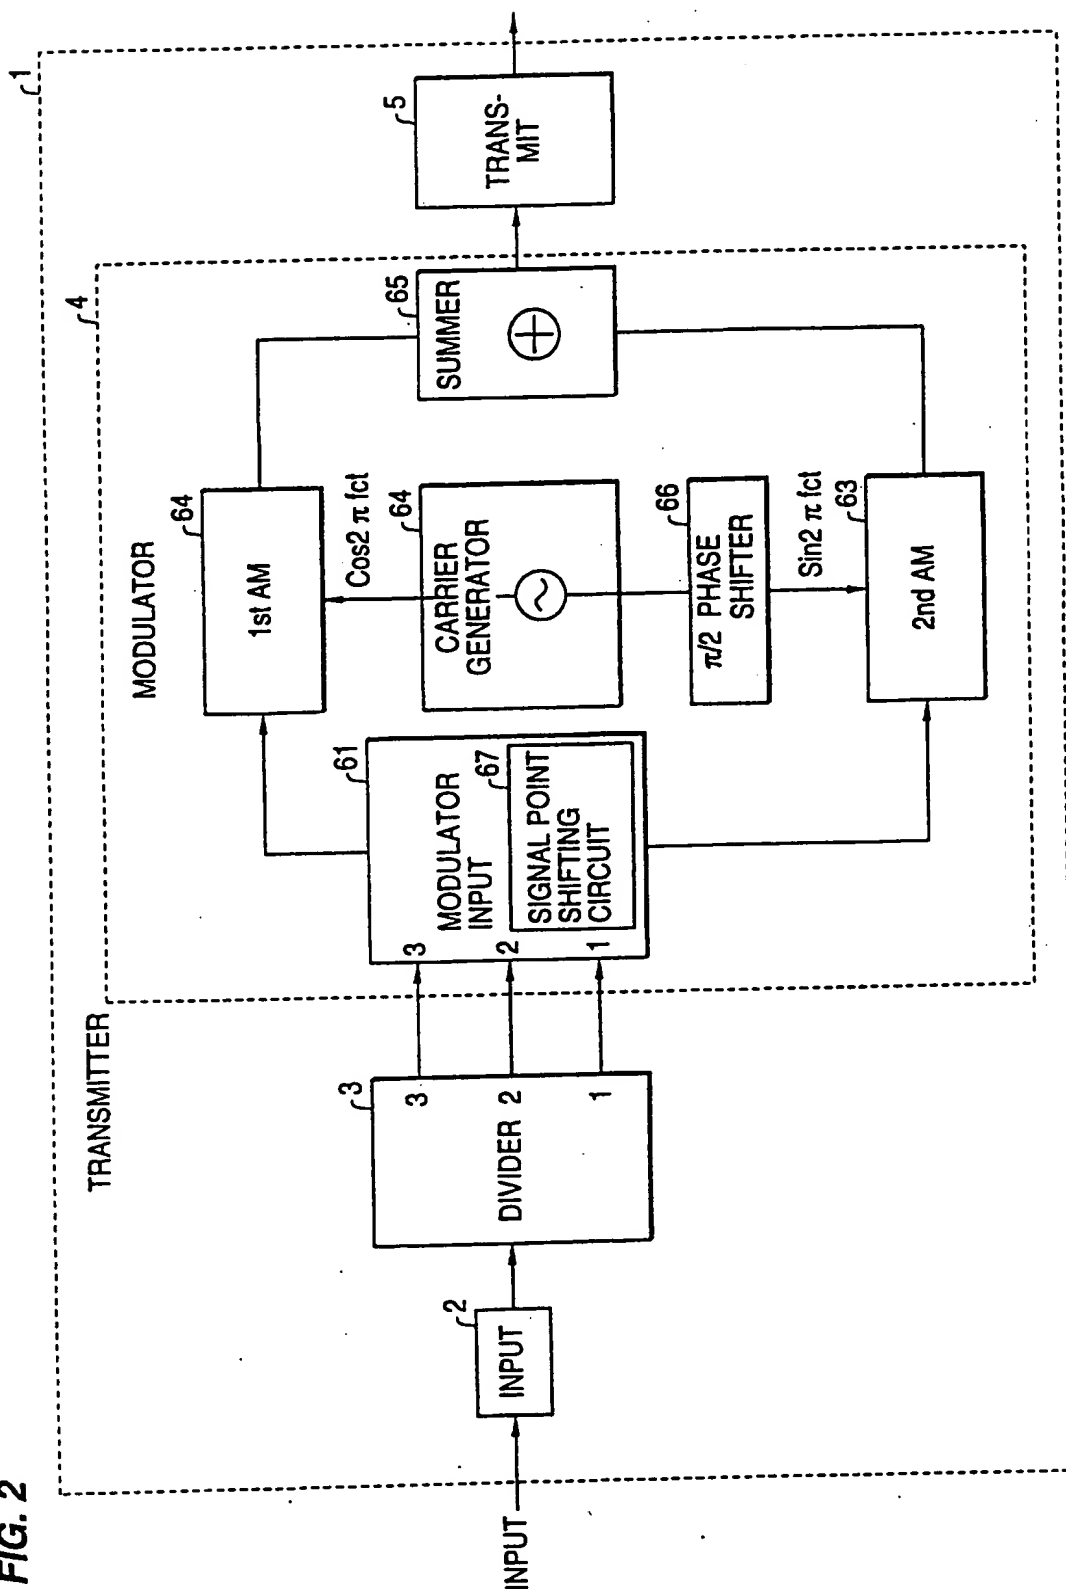 FIG. 2
1
TRANSMITTER
4
MODULATOR
INPUT
2
INPUT
3
DIVIDER
3
2
1
61
3
2
1
MODULATOR
INPUT
67
SIGNAL POINT
SHIFTING
CIRCUIT
64
1st AM
Cos2 π fct
64
CARRIER
GENERATOR
66
π/2 PHASE
SHIFTER
Sin2 π fct
63
2nd AM
65
SUMMER
5
TRANS-
MIT